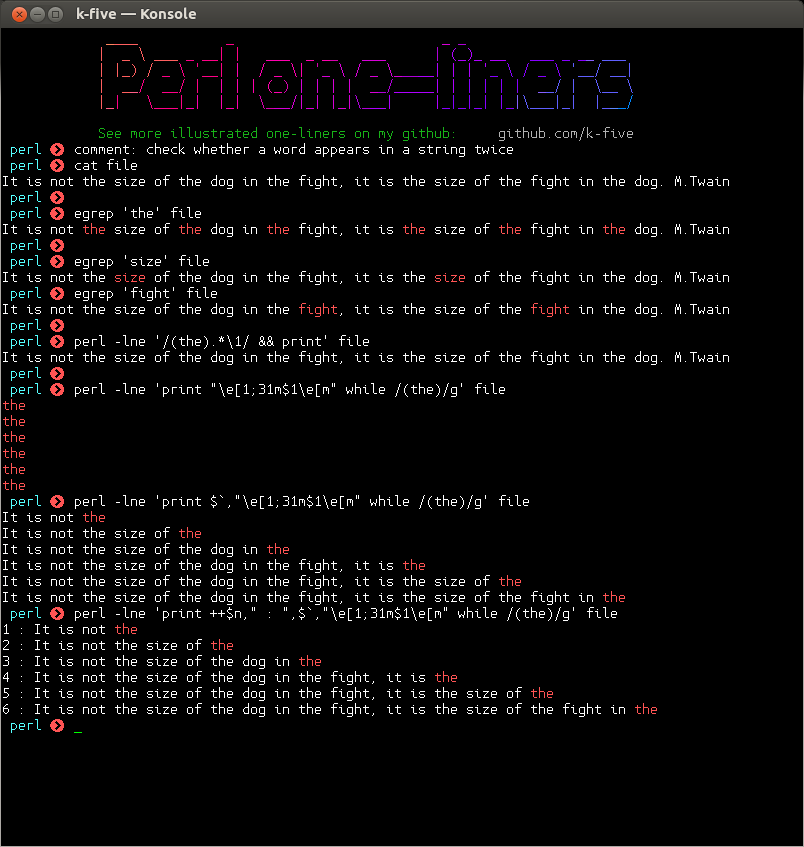 k-five — Konsole
Perl one-liners
See more illustrated one-liners on my github: github.com/k-five
perl comment: check whether a word appears in a string twice
perl cat file
It is not the size of the dog in the fight, it is the size of the fight in the dog. M.Twain
perl
perl egrep 'the' file
It is not the size of the dog in the fight, it is the size of the fight in the dog. M.Twain
perl
perl egrep 'size' file
It is not the size of the dog in the fight, it is the size of the fight in the dog. M.Twain
perl egrep 'fight' file
It is not the size of the dog in the fight, it is the size of the fight in the dog. M.Twain
perl
perl perl -lne '/(the).*\1/ && print' file
It is not the size of the dog in the fight, it is the size of the fight in the dog. M.Twain
perl
perl perl -lne 'print "\e[1;31m$1\e[m" while /(the)/g' file
the
the
the
the
the
the
perl perl -lne 'print $`,"\e[1;31m$1\e[m" while /(the)/g' file
It is not the
It is not the size of the
It is not the size of the dog in the
It is not the size of the dog in the fight, it is the
It is not the size of the dog in the fight, it is the size of the
It is not the size of the dog in the fight, it is the size of the fight in the
perl perl -lne 'print ++$n," : ",$`,"\e[1;31m$1\e[m" while /(the)/g' file
1 : It is not the
2 : It is not the size of the
3 : It is not the size of the dog in the
4 : It is not the size of the dog in the fight, it is the
5 : It is not the size of the dog in the fight, it is the size of the
6 : It is not the size of the dog in the fight, it is the size of the fight in the
perl _